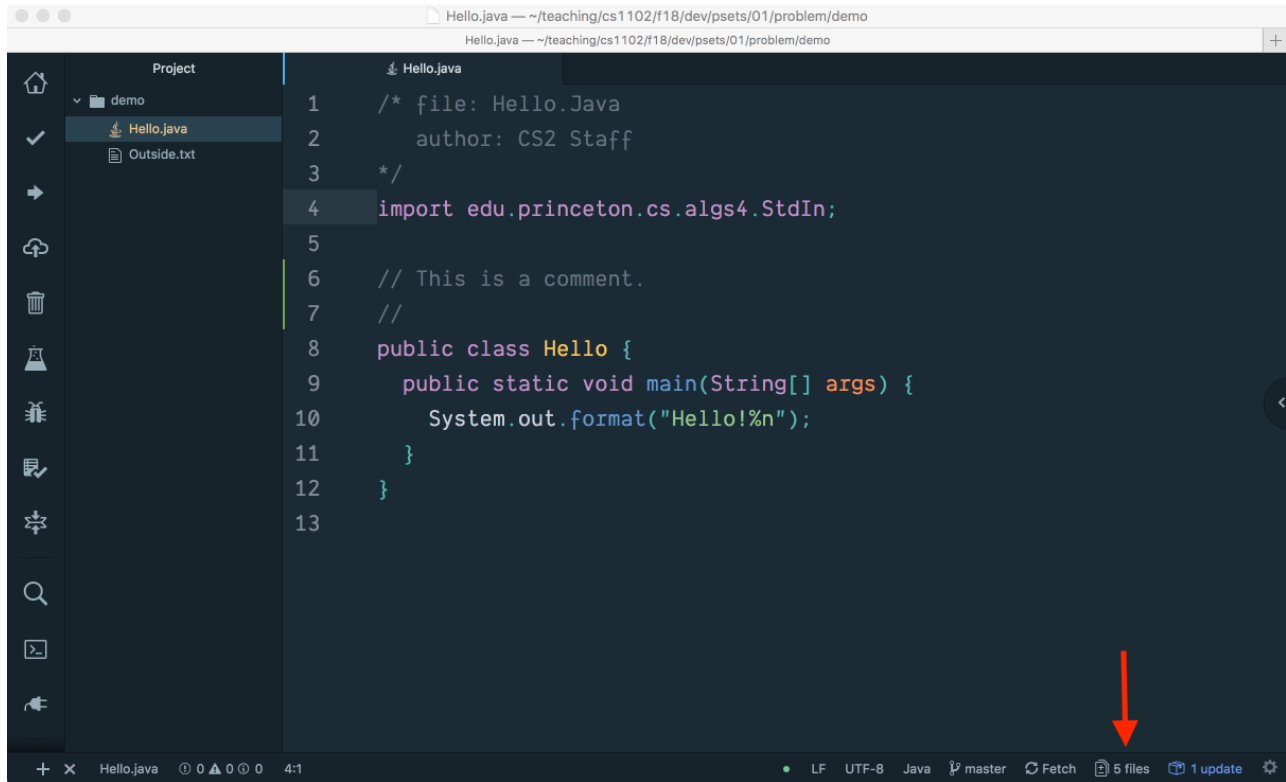 Hello.java — ~/teaching/cs1102/f18/dev/psets/01/problem/demo
Hello.java — ~/teaching/cs1102/f18/dev/psets/01/problem/demo
Project
demo
Hello.java
Outside.txt
Hello.java
1 /* file: Hello.Java
2 author: CS2 Staff
3 */
4 import edu.princeton.cs.algs4.StdIn;
5
6 // This is a comment.
7 //
8 public class Hello {
9 public static void main(String[] args) {
10 System.out.format("Hello!%n");
11 }
12 }
13
Hello.java 0 0 0 4:1 LF UTF-8 Java master Fetch 5 files 1 update